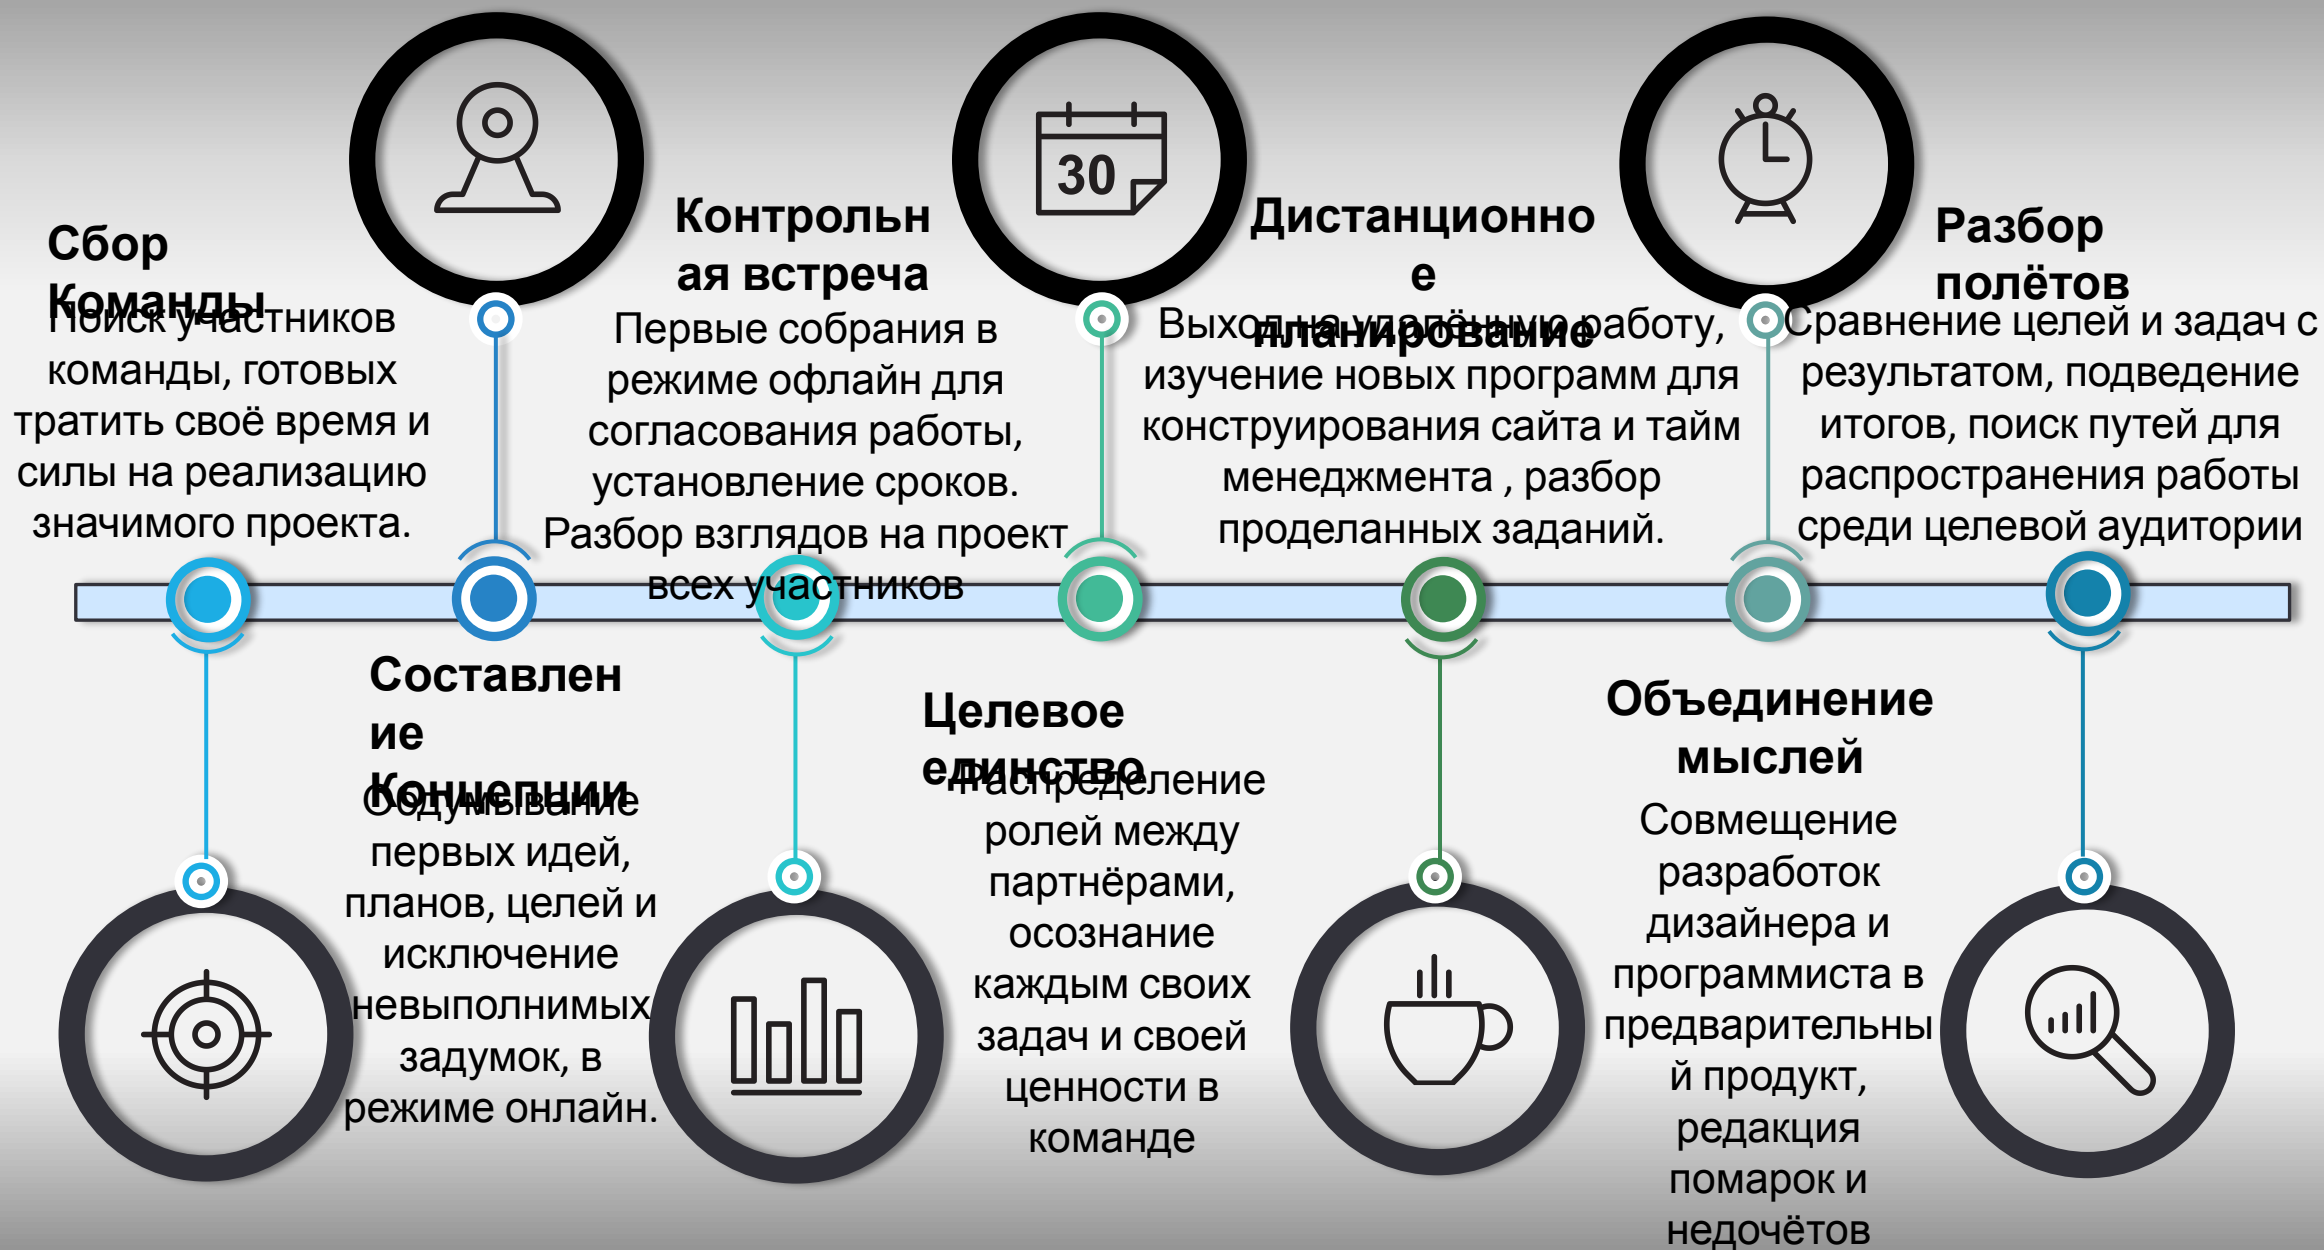 Сбор
Команды
Поиск участников
команды, готовых
тратить своё время и
силы на реализацию
значимого проекта.
Составлен
ие
Концепции
Обдумывание
первых идей,
планов, целей и
исключение
невыполнимых
задумок, в
режиме онлайн.
Контрольн
ая встреча
Первые собрания в
режиме офлайн для
согласования работы,
установление сроков.
Разбор взглядов на проект
всех участников
30
Целевое
единство
Распределение
ролей между
партнёрами,
осознание
каждым своих
задач и своей
ценности в
команде
Дистанционно
е
планирование
Выход на удалённую работу,
изучение новых программ для
конструирования сайта и тайм
менеджмента , разбор
проделанных заданий.
Объединение
мыслей
Совмещение
разработок
дизайнера и
программиста в
предварительны
й продукт,
редакция
помарок и
недочётов
Разбор
полётов
Сравнение целей и задач с
результатом, подведение
итогов, поиск путей для
распространения работы
среди целевой аудитории